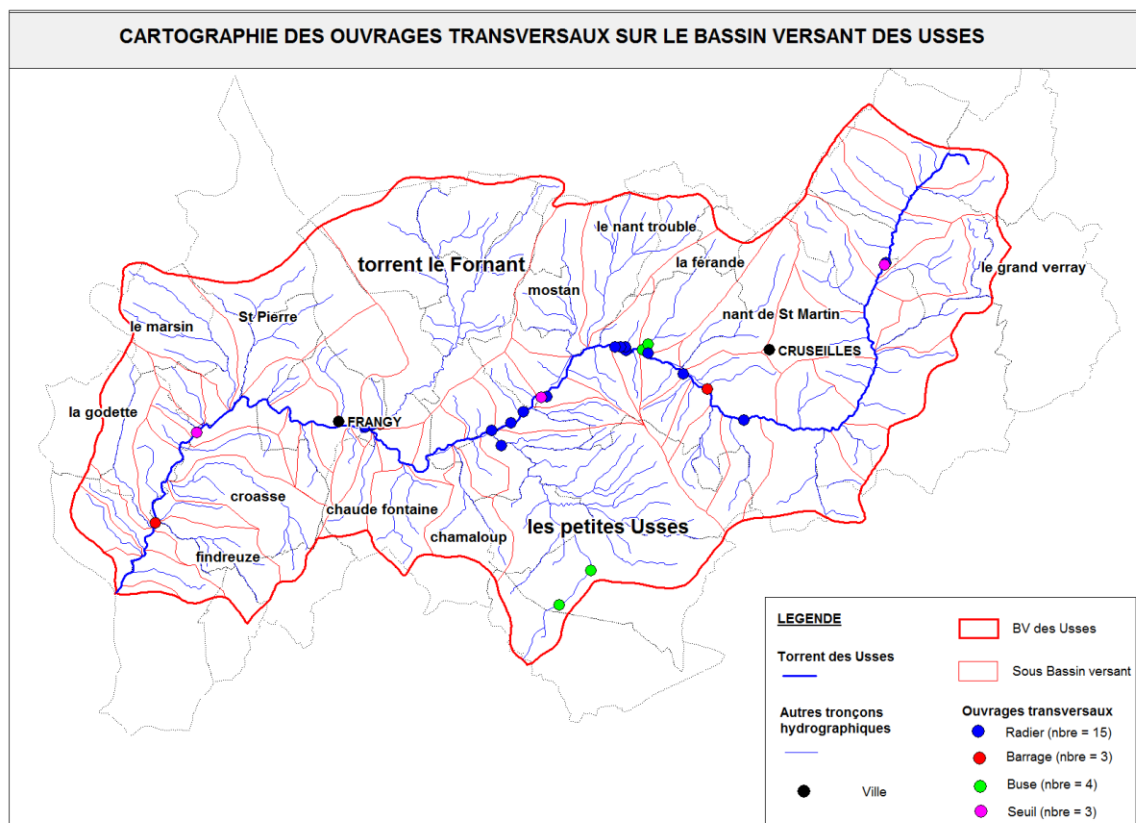 CARTOGRAPHIE DES OUVRAGES TRANSVERSAUX SUR LE BASSIN VERSANT DES USSES
le nant trouble
torrent le Fornant
la férande
le grand verray
mostan
St Pierre
nant de St Martin
le marsin
CRUSEILLES
la godette
FRANGY
croasse
chaude fontaine
les petites Usses
chamaloup
findreuze
LEGENDE
Torrent des Usses
Autres tronçons
hydrographiques
Ville
BV des Usses
Sous Bassin versant
Ouvrages transversaux
Radier (nbre = 15)
Barrage (nbre = 3)
Buse (nbre = 4)
Seuil (nbre = 3)